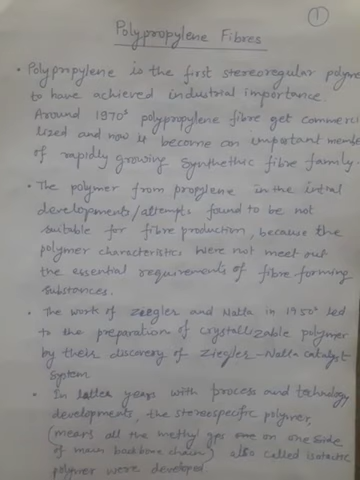 1
Polypropylene Fibres
• Polypropylene is the first stereoregular polymer
to have achieved industrial importance.
Around 1970s polypropylene fibre get commerci
lized and now it become an important membe
of rapidly growing synthethic fibre family.
• The polymer from propylene in the intial
developments/attempts found to be not
suitable for fibre production, because the
polymer characteristics were not meet out
the essential requirements of fibre forming
substances.
• The work of Ziegler and Natta in 1950s led
to the preparation of crystallizable polymer
by their discovery of Ziegler-Natta catalyst
system
• In latter years with process and technology
developments, the stereospecific polymer,
(means all the methyl gps are on one side
of main backbone chain) also called isotactic
polymer were developed